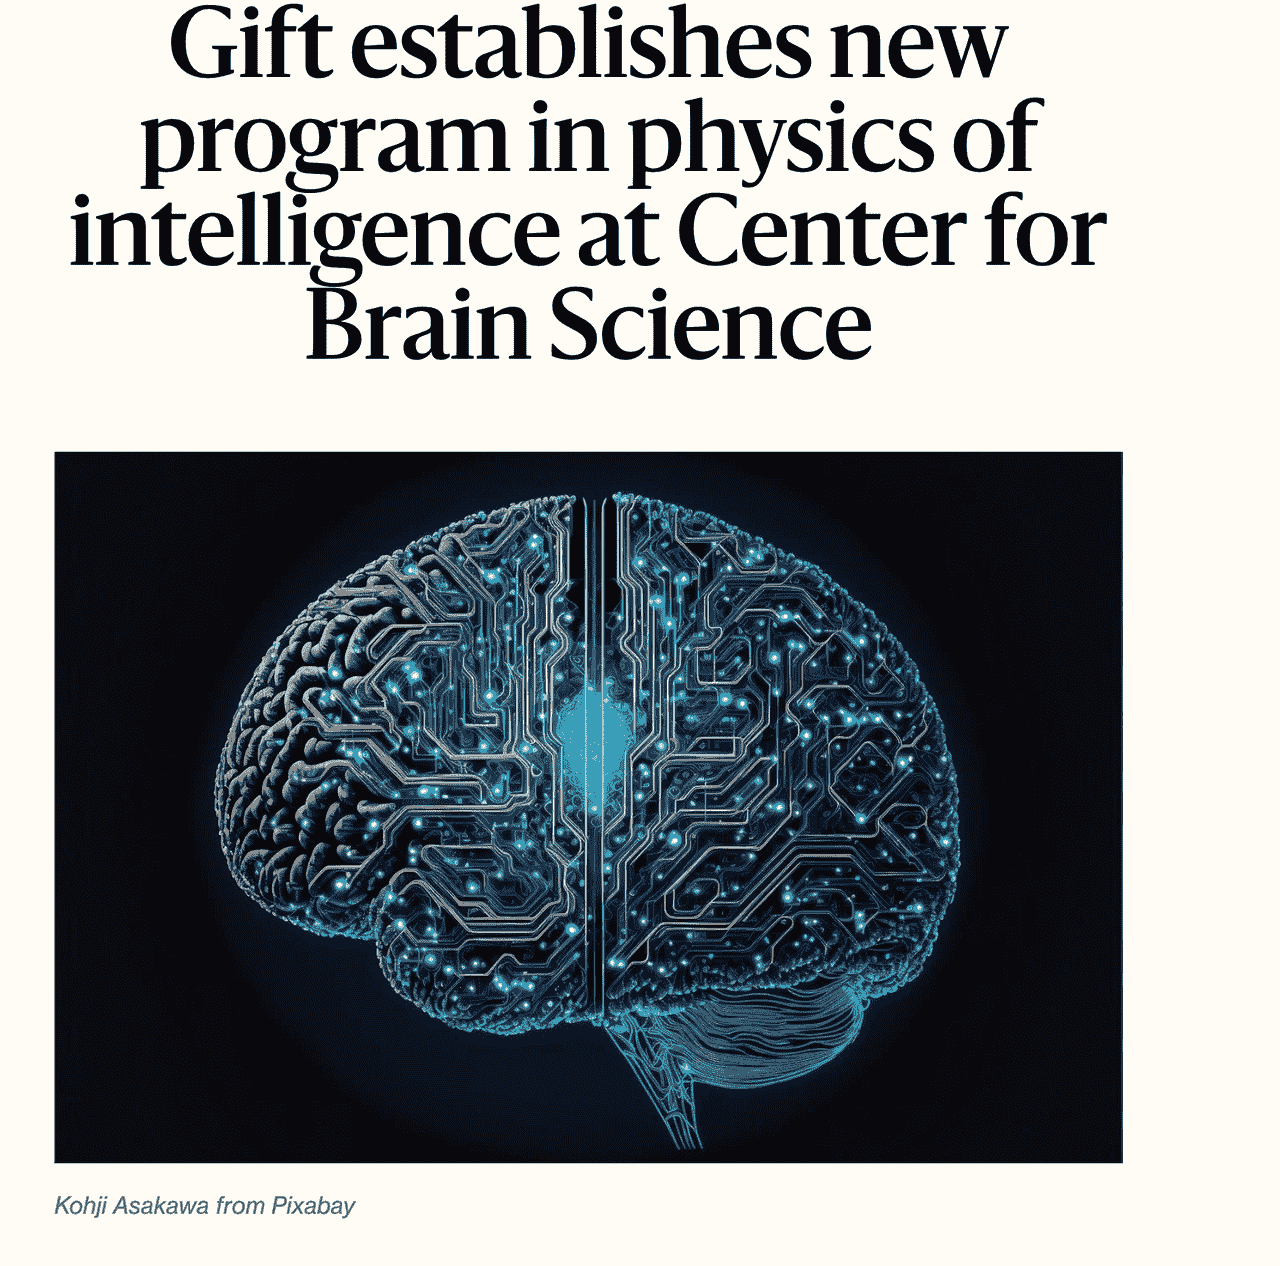 Gift establishes new
program in physics of
intelligence at Center for
Brain Science
Kohji Asakawa from Pixabay